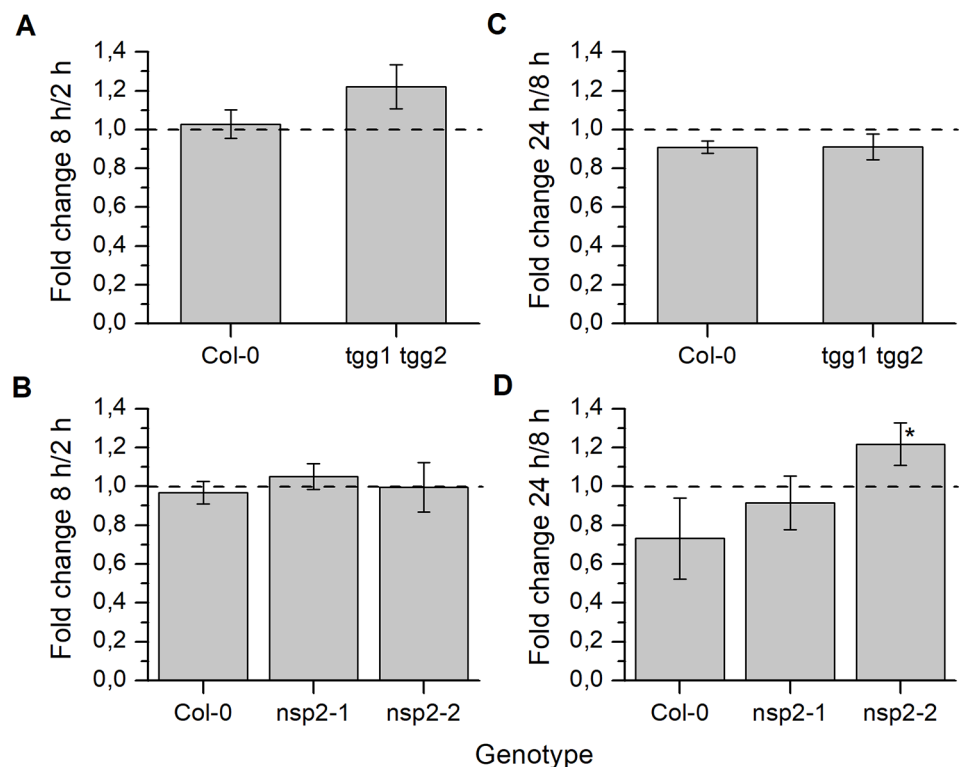 A
Fold change 8 h/2 h
1,4
1,2
1,0
0,8
0,6
0,4
0,2
0,0
Col-0 tgg1 tgg2
C
Fold change 24 h/8 h
1,4
1,2
1,0
0,8
0,6
0,4
0,2
0,0
Col-0 tgg1 tgg2
B
Fold change 8 h/2 h
1,4
1,2
1,0
0,8
0,6
0,4
0,2
0,0
Col-0 nsp2-1 nsp2-2
D
Fold change 24 h/8 h
1,4
1,2
1,0
0,8
0,6
0,4
0,2
0,0
*
Col-0 nsp2-1 nsp2-2
Genotype